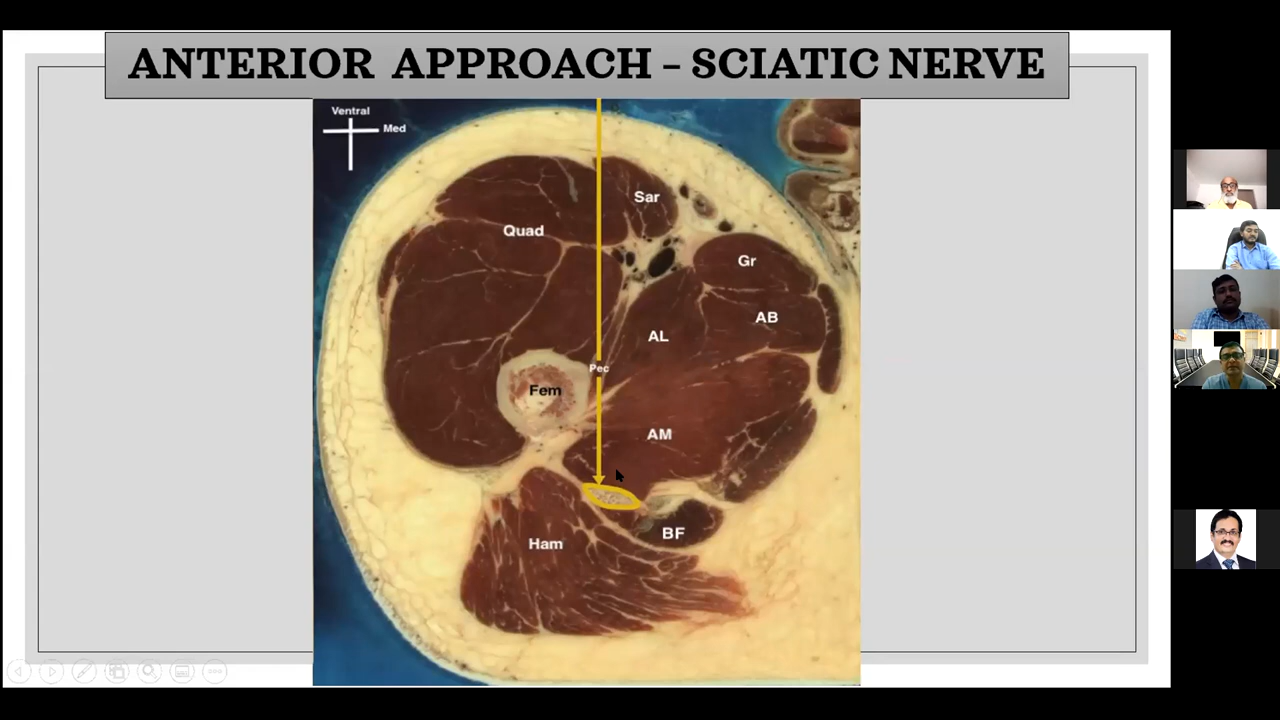 ANTERIOR APPROACH – SCIATIC NERVE
Ventral
Med
Sar
Quad
Gr
AB
AL
Pec
Fem
AM
BF
Ham